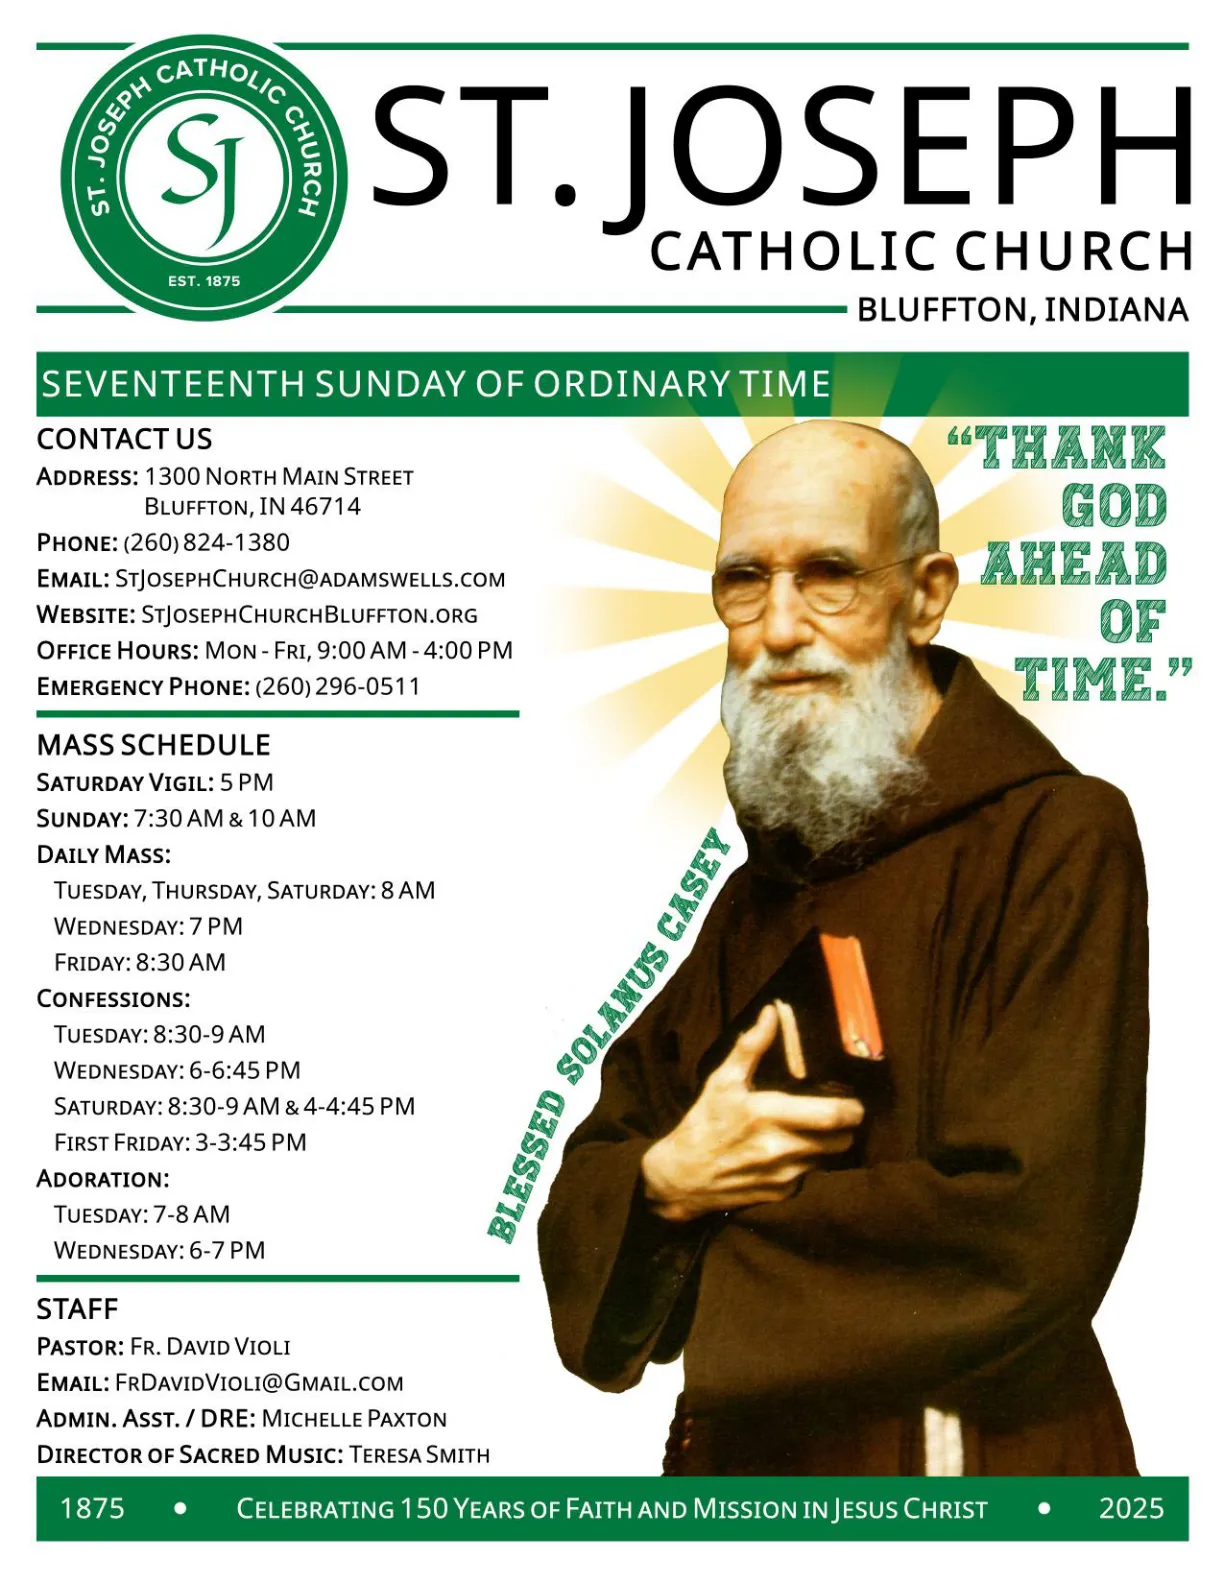 ST. JOSEPH CATHOLIC CHURCH
SJ
EST. 1875
ST. JOSEPH
CATHOLIC CHURCH
BLUFFTON, INDIANA
SEVENTEENTH SUNDAY OF ORDINARY TIME
CONTACT US
ADDRESS: 1300 NORTH MAIN STREET
BLUFFTON, IN 46714
PHONE: (260) 824-1380
EMAIL: STJOSEPHCHURCH@ADAMSWELLS.COM
WEBSITE: STJOSEPHCHURCHBLUFFTON.ORG
OFFICE HOURS: MON - FRI, 9:00 AM - 4:00 PM
EMERGENCY PHONE: (260) 296-0511
MASS SCHEDULE
SATURDAY VIGIL: 5 PM
SUNDAY: 7:30 AM & 10 AM
DAILY MASS:
TUESDAY, THURSDAY, SATURDAY: 8 AM
WEDNESDAY: 7 PM
FRIDAY: 8:30 AM
CONFESSIONS:
TUESDAY: 8:30-9 AM
WEDNESDAY: 6-6:45 PM
SATURDAY: 8:30-9 AM & 4-4:45 PM
FIRST FRIDAY: 3-3:45 PM
ADORATION:
TUESDAY: 7-8 AM
WEDNESDAY: 6-7 PM
STAFF
PASTOR: FR. DAVID VIOLI
EMAIL: FRDAVIDVIOLI@GMAIL.COM
ADMIN. ASST. / DRE: MICHELLE PAXTON
DIRECTOR OF SACRED MUSIC: TERESA SMITH
“THANK
GOD
AHEAD
OF
TIME.”
BLESSED SOLANUS CASEY
1875 • CELEBRATING 150 YEARS OF FAITH AND MISSION IN JESUS CHRIST • 2025